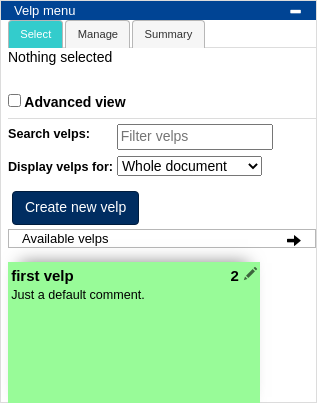 Velp menu
Select Manage Summary
Nothing selected
Advanced view
Search velps: Filter velps
Display velps for: Whole document
Create new velp
Available velps
first velp 2
Just a default comment.